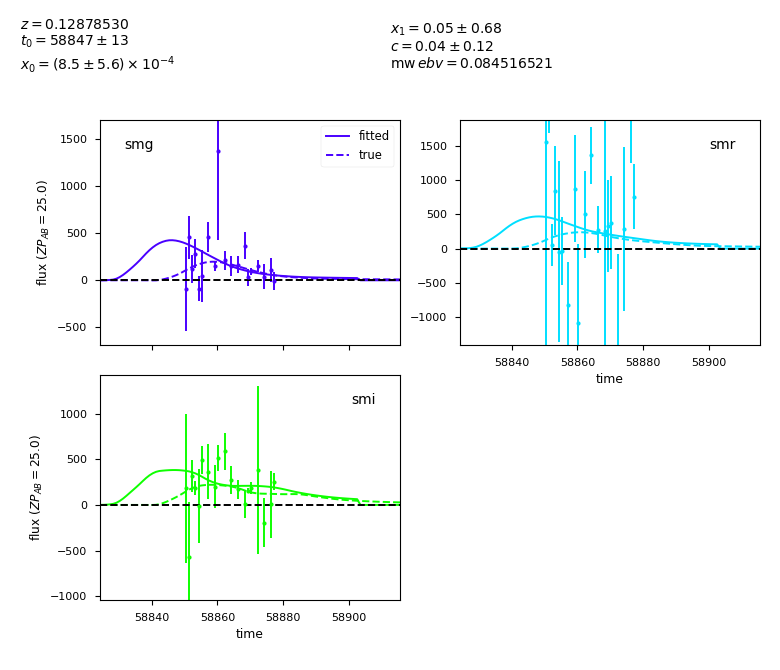 z = 0.12878530
t₀ = 58847 ± 13
x₀ = (8.5 ± 5.6) × 10⁻⁴
x₁ = 0.05 ± 0.68
c = 0.04 ± 0.12
mw ebv = 0.084516521
smg
fitted
true
1500
1000
500
0
−500
flux (ZP_AB = 25.0)
smr
1500
1000
500
0
−500
−1000
58840 58860 58880 58900
time
smi
1000
500
0
−500
−1000
flux (ZP_AB = 25.0)
58840 58860 58880 58900
time